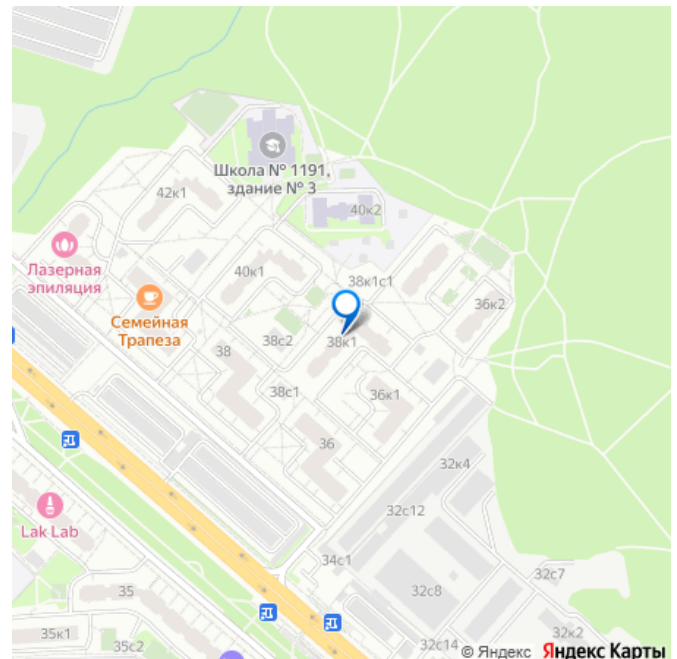 Школа № 1191,
здание № 3
42к1
40к2
Лазерная
эпиляция
40к1
38к1с1
36к2
Семейная
Трапеза
38
38с2
38к1
38с1
36к1
36
32к4
32с12
Lak Lab
34с1
32с7
35
32с8
35к1
35с2
32с14
32к2
© Яндекс Яндекс Карты